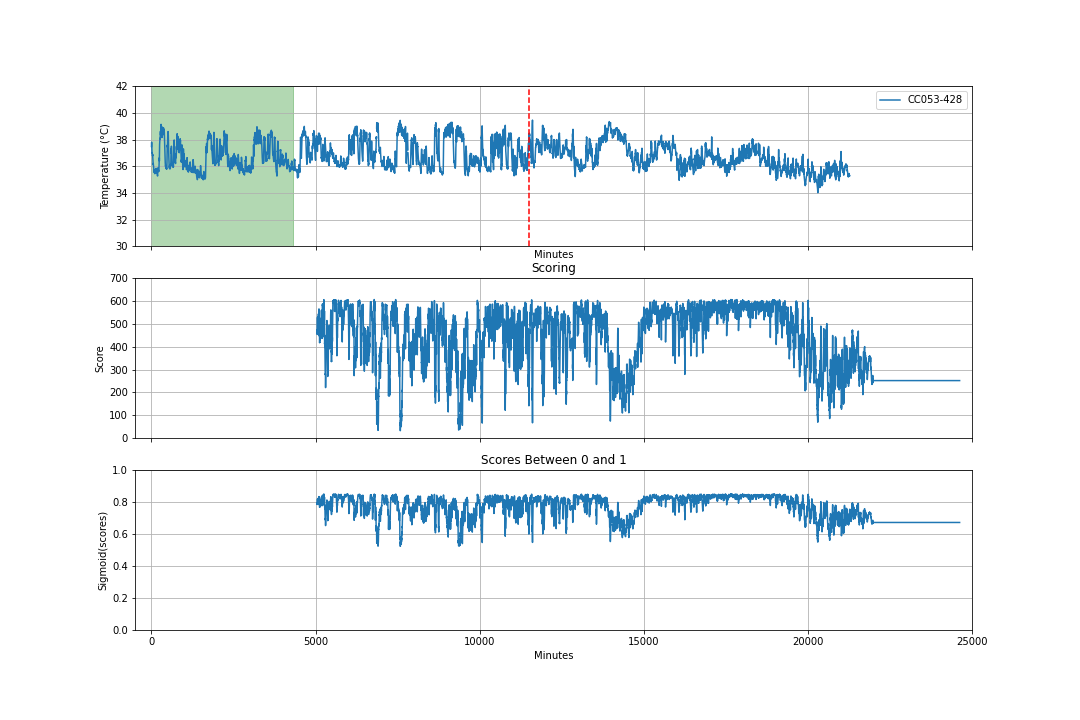 42
40
38
36
34
32
30
Temperature (°C)
CC053-428
Minutes
Scoring
700
600
500
400
300
200
100
0
Score
Scores Between 0 and 1
1.0
0.8
0.6
0.4
0.2
0.0
Sigmoid(scores)
0 5000 10000 15000 20000 25000
Minutes